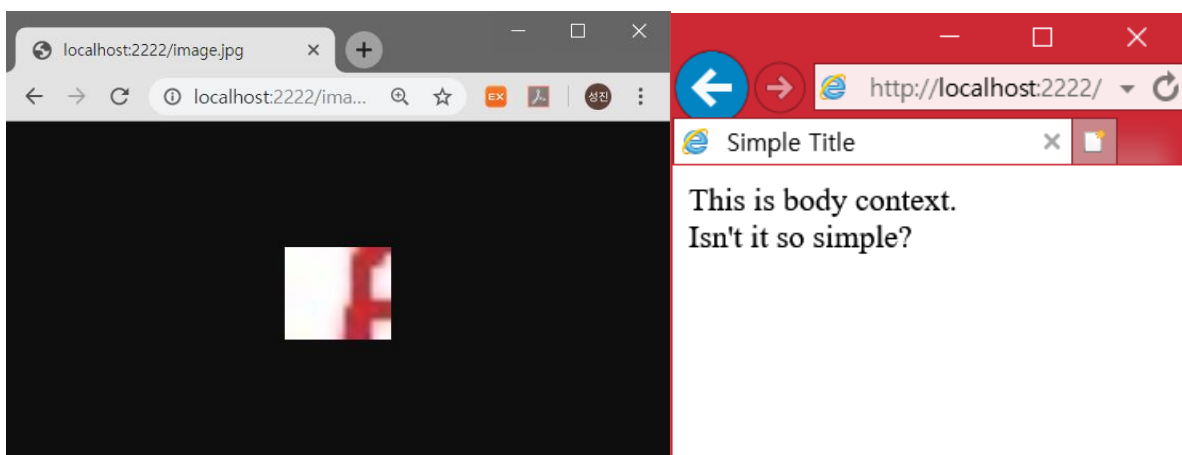 localhost:2222/image.jpg
localhost:2222/ima...
EX
성진
http://localhost:2222/
Simple Title
This is body context.
Isn't it so simple?